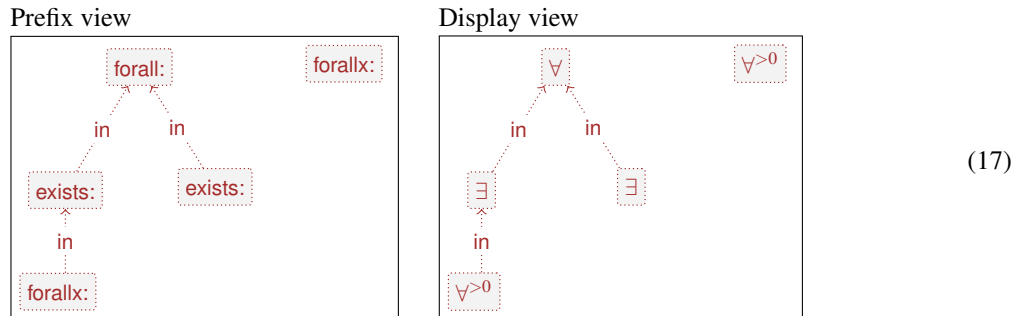 Prefix view
Display view
forall:
forallx:
∀
∀>0
in
in
in
in
(17)
exists:
exists:
∃
∃
in
in
forallx:
∀>0